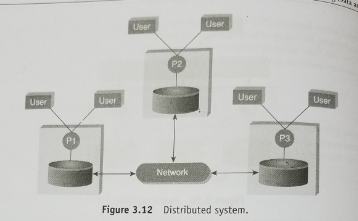 User User
P2
User User User User
P1 P3
Network
Figure 3.12 Distributed system.